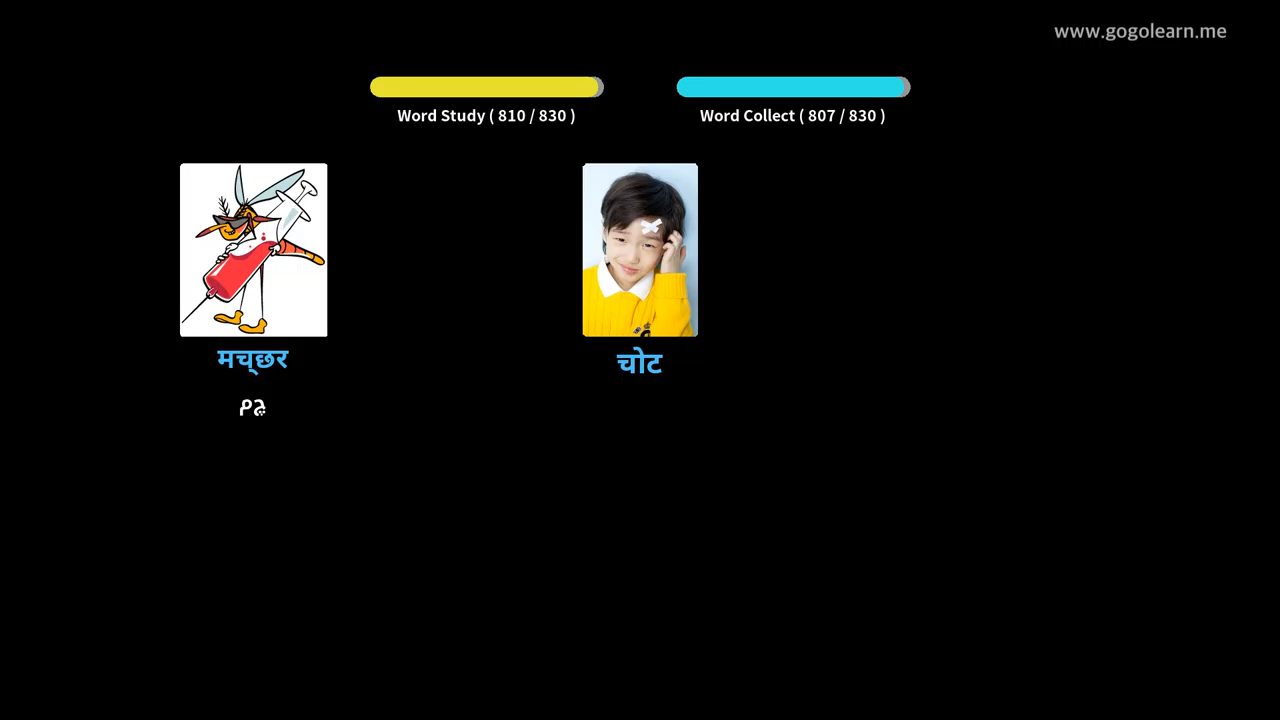 www.gogolearn.me
Word Study ( 810 / 830 )
Word Collect ( 807 / 830 )
मच्‌छर
चोट